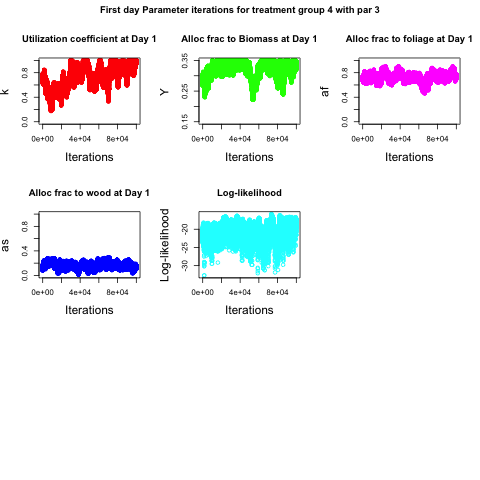 First day Parameter iterations for treatment group 4 with par 3
Utilization coefficient at Day 1
k
0.0 0.4 0.8
0e+00 4e+04 8e+04
Iterations
Alloc frac to Biomass at Day 1
Y
0.15 0.25 0.35
0e+00 4e+04 8e+04
Iterations
Alloc frac to foliage at Day 1
af
0.0 0.4 0.8
0e+00 4e+04 8e+04
Iterations
Alloc frac to wood at Day 1
as
0.0 0.4 0.8
0e+00 4e+04 8e+04
Iterations
Log-likelihood
Log-likelihood
-30 -25 -20
0e+00 4e+04 8e+04
Iterations